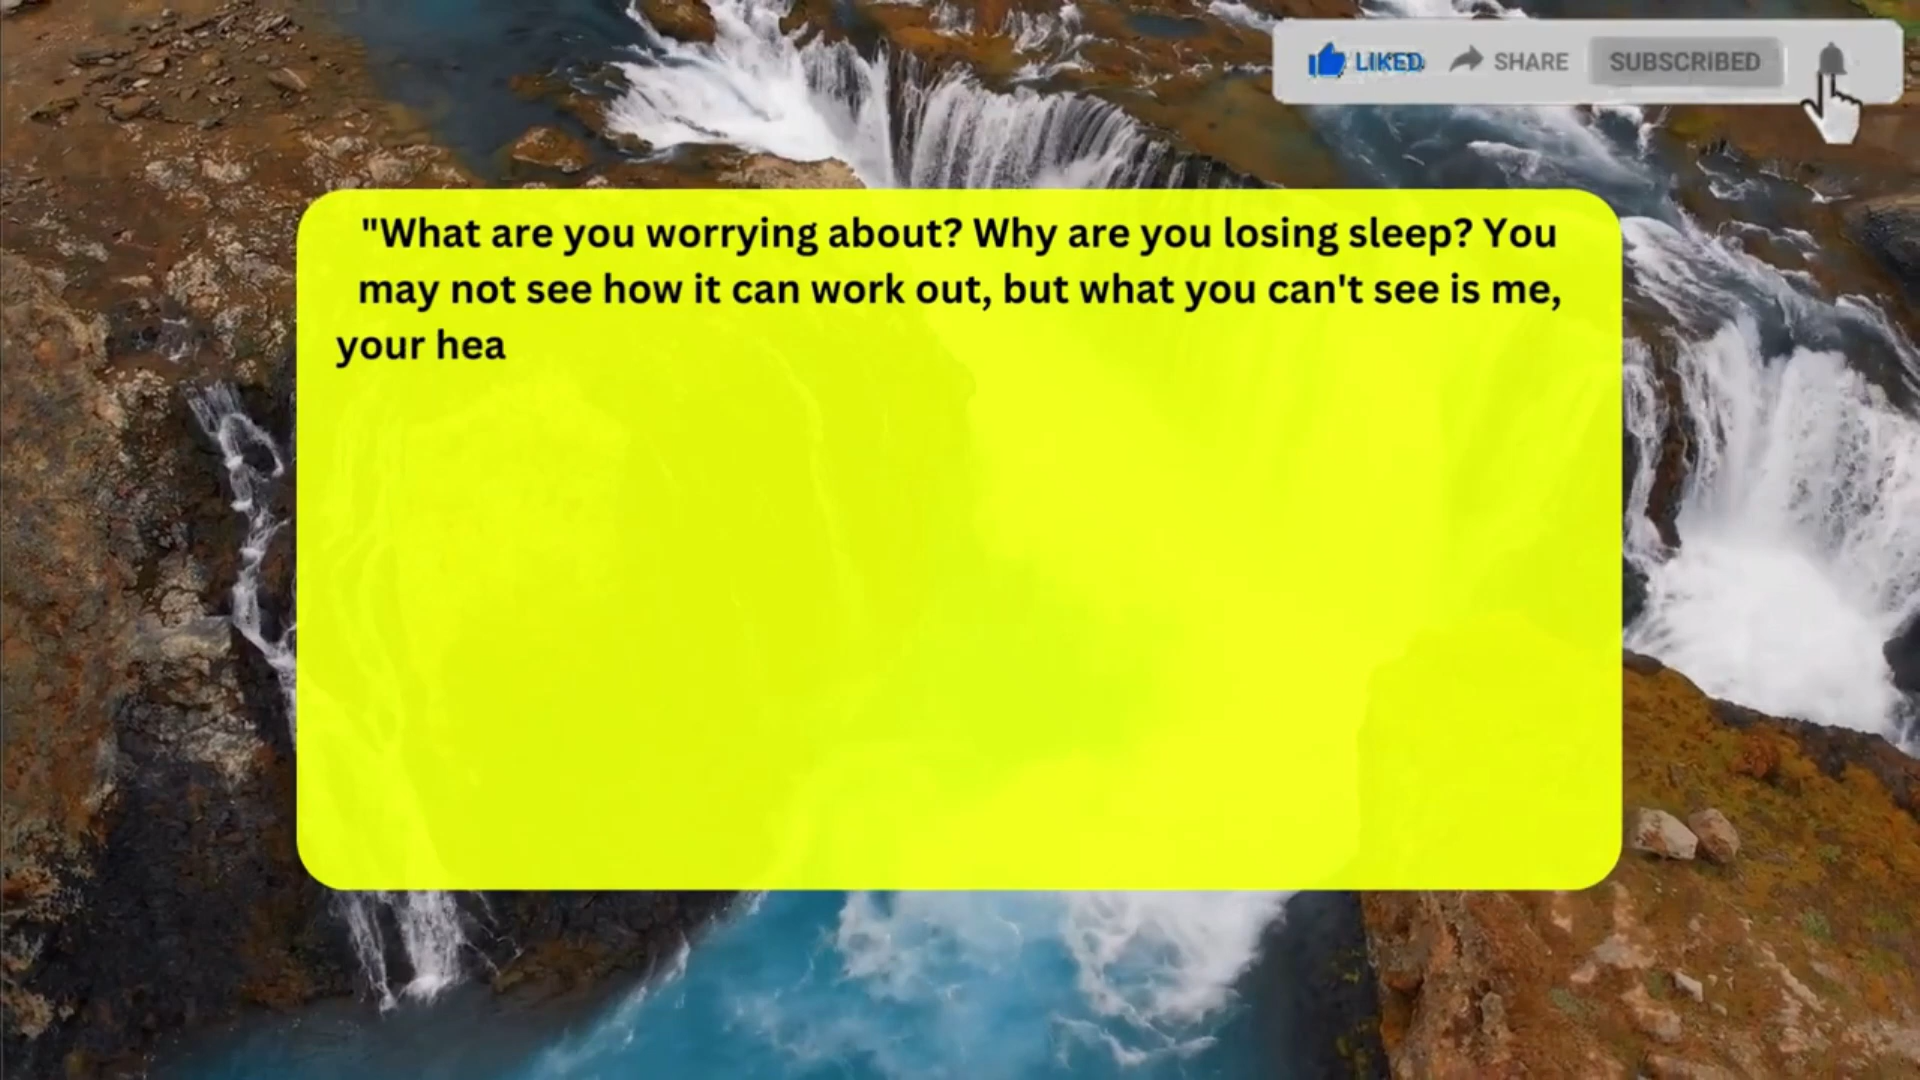 LIKED SHARE SUBSCRIBED
"What are you worrying about? Why are you losing sleep? You
may not see how it can work out, but what you can't see is me,
your hea